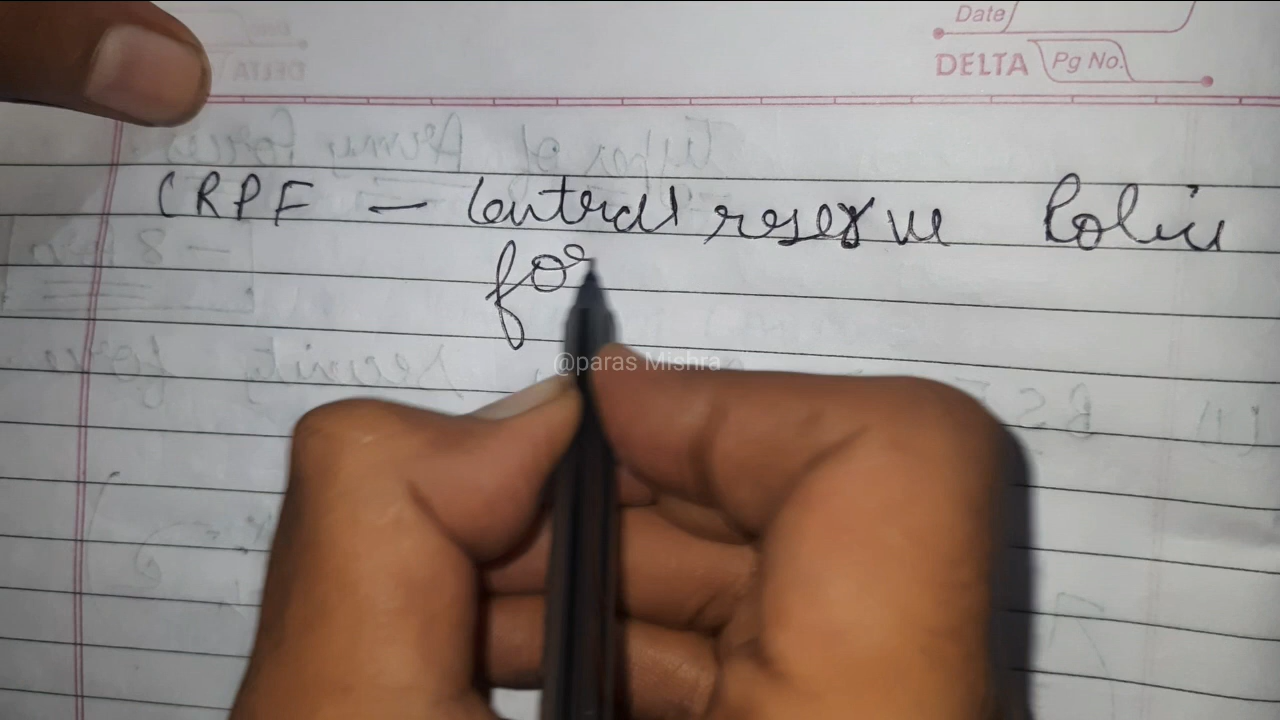 Date
DELTA Pg No.
CRPF - Central reserve Police
for
@paras Mishra